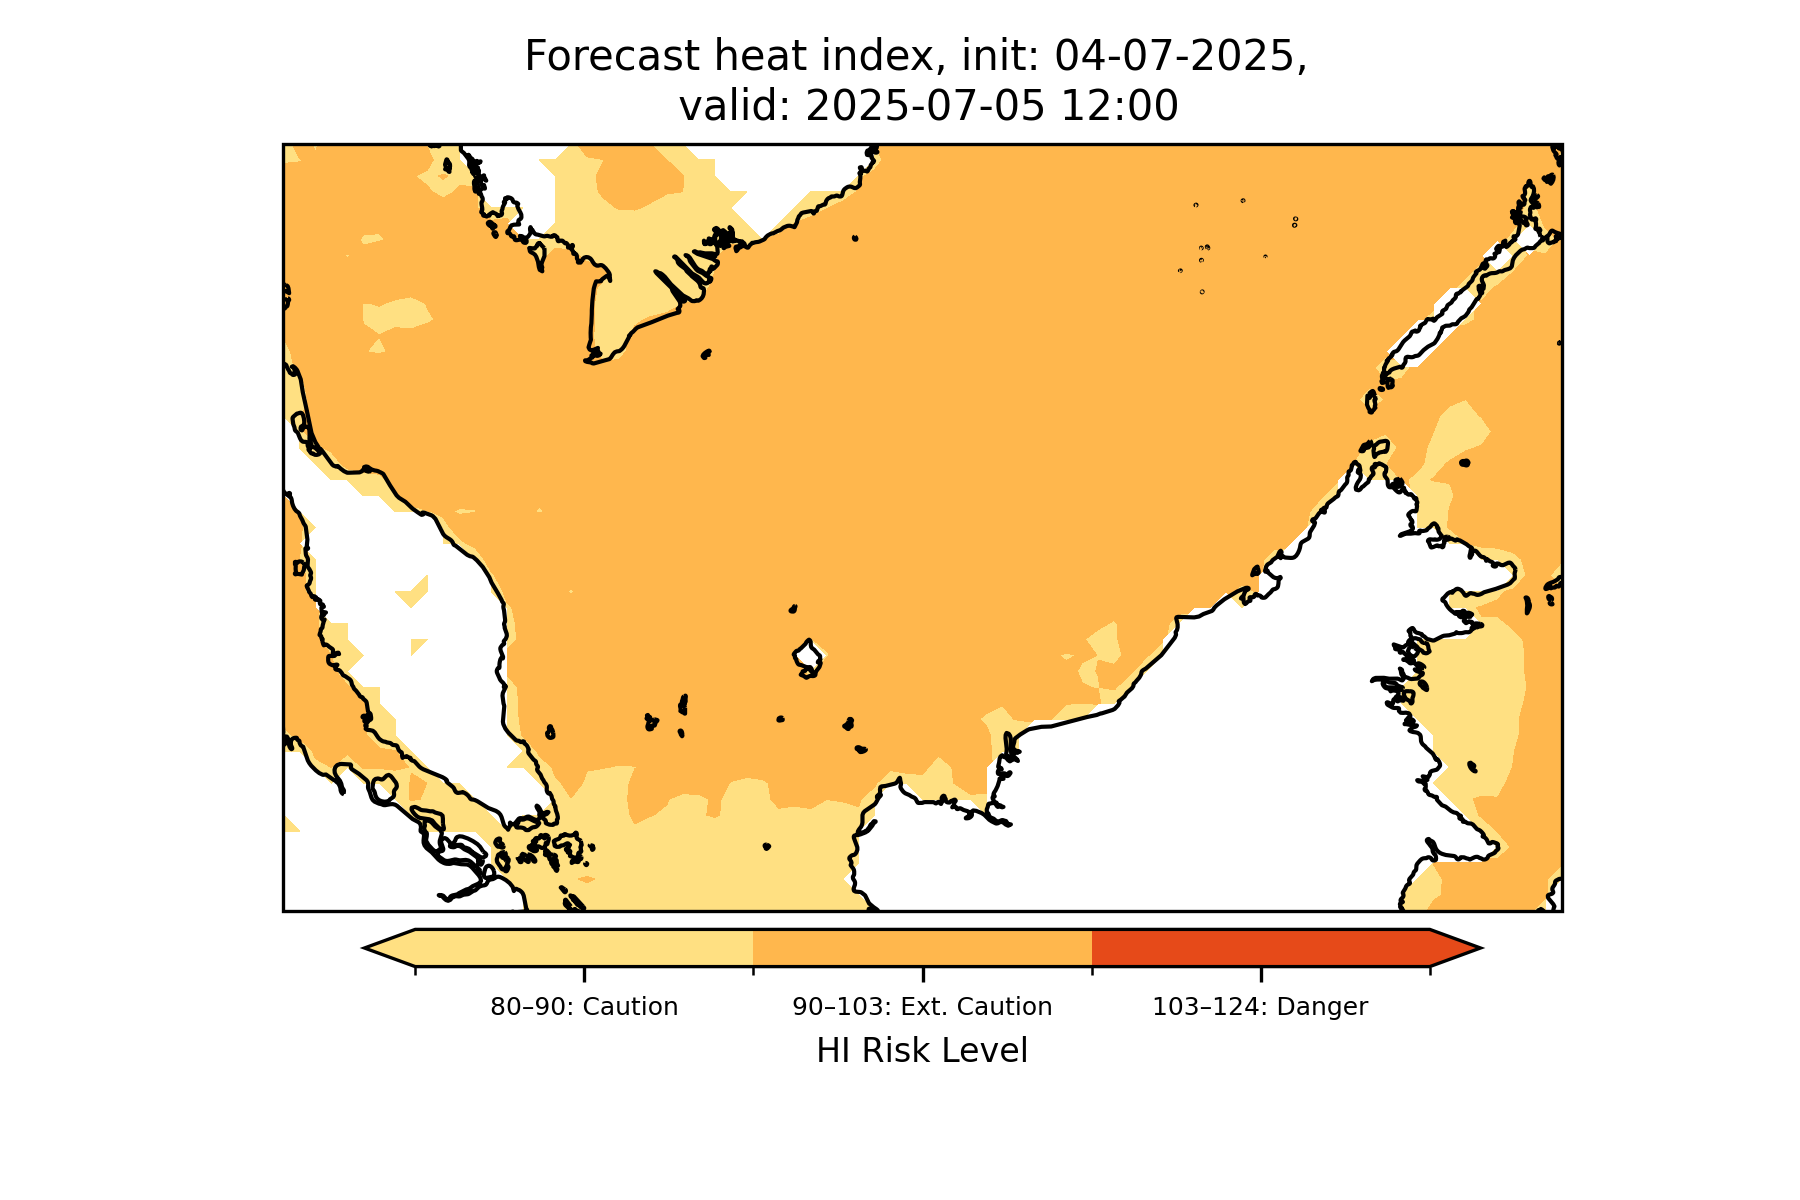 Forecast heat index, init: 04-07-2025,
valid: 2025-07-05 12:00
80–90: Caution
90–103: Ext. Caution
103–124: Danger
HI Risk Level